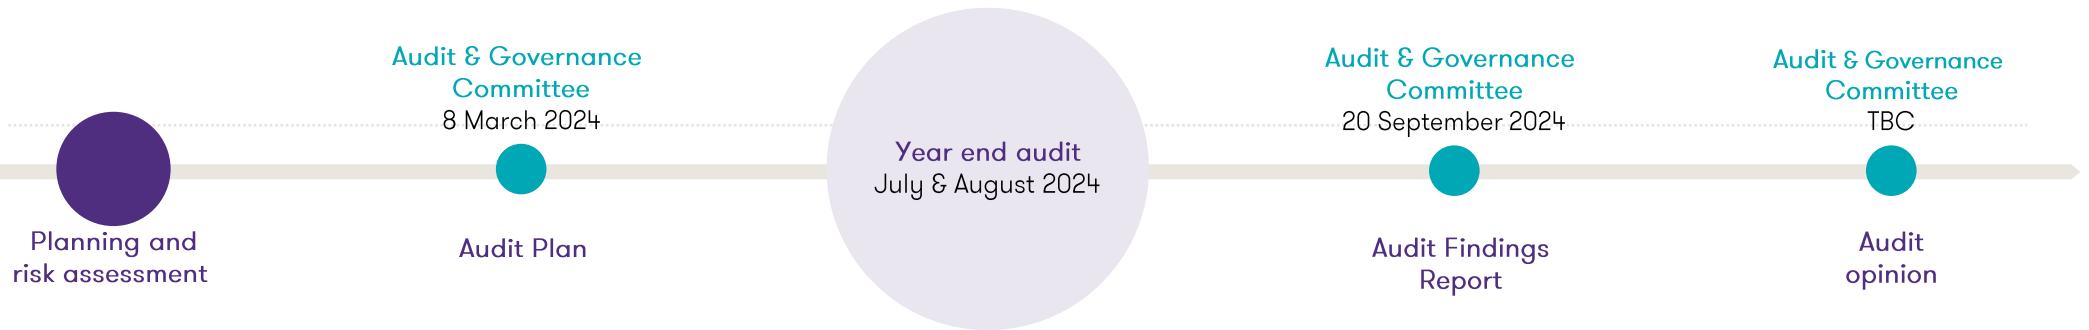 Planning and
risk assessment
Audit & Governance
Committee
8 March 2024
Audit Plan
Year end audit
July & August 2024
Audit & Governance
Committee
20 September 2024
Audit Findings
Report
Audit & Governance
Committee
TBC
Audit
opinion